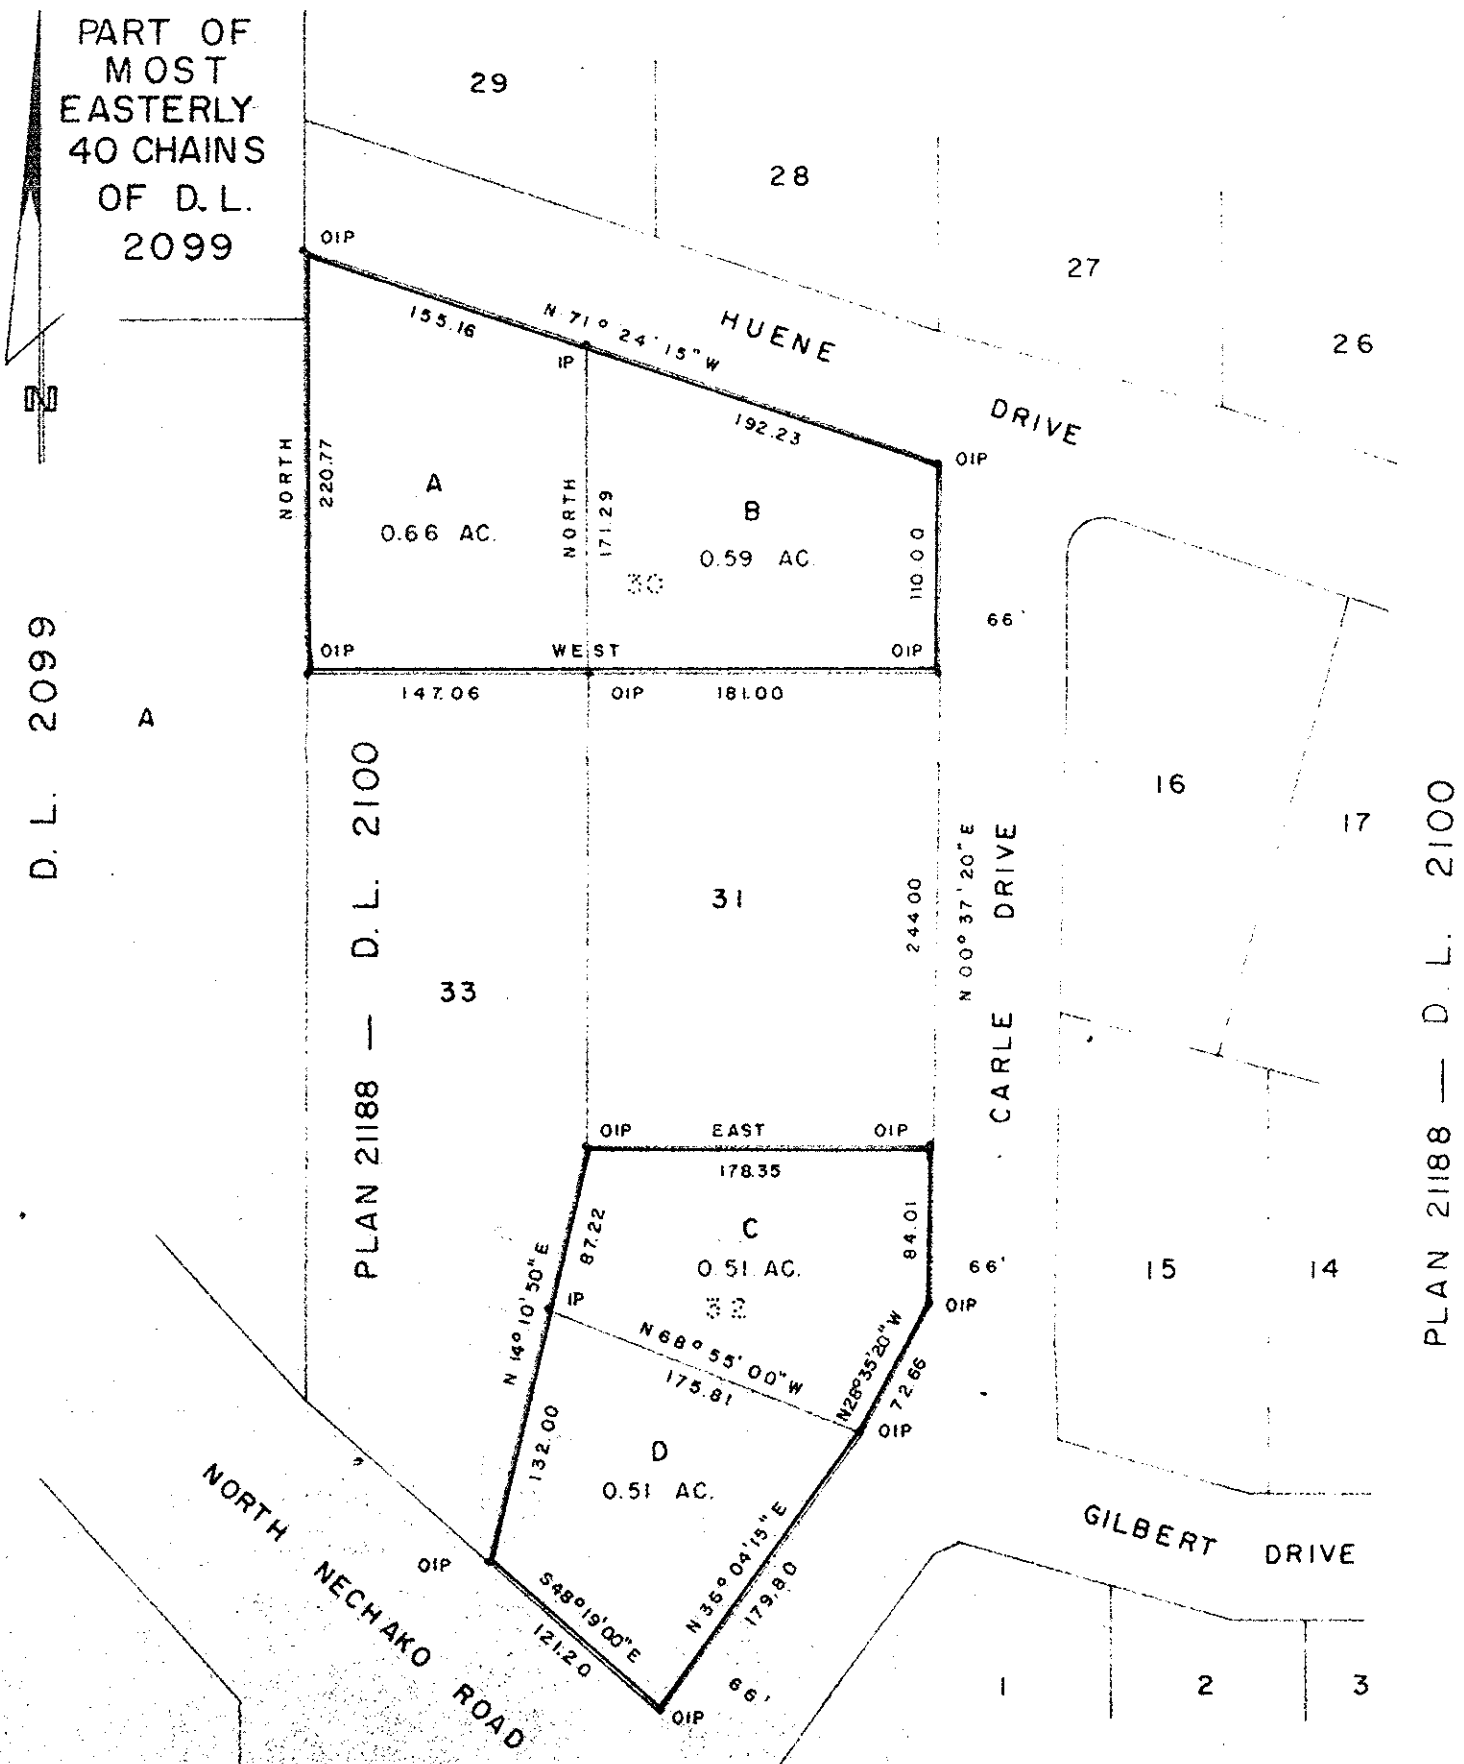 PART OF
MOST
EASTERLY
40 CHAINS
OF D.L.
2099
N
29
28
27
26
HUENE DRIVE
OIP
155.16
N 71° 24' 15" W
IP
192.23
OIP
NORTH
220.77
A
0.66 AC.
NORTH
171.29
B
0.59 AC.
30
110.00
66'
OIP
WEST
OIP
147.06
OIP
181.00
D. L. 2099
A
PLAN 21188 — D. L. 2100
33
31
244.00
N 00° 37' 20" E
CARLE DRIVE
16
17
PLAN 21188 — D. L. 2100
OIP
EAST
OIP
178.35
87.22
C
0.51 AC.
32
84.01
66'
15
14
N 14° 10' 50" E
IP
OIP
N 68° 55' 00" W
175.81
N28°35'20"W
72.66
OIP
132.00
D
0.51 AC.
N 35° 04' 15" E
179.80
OIP
S48°19'00"E
121.20
OIP
66'
NORTH NECHAKO ROAD
GILBERT DRIVE
1
2
3